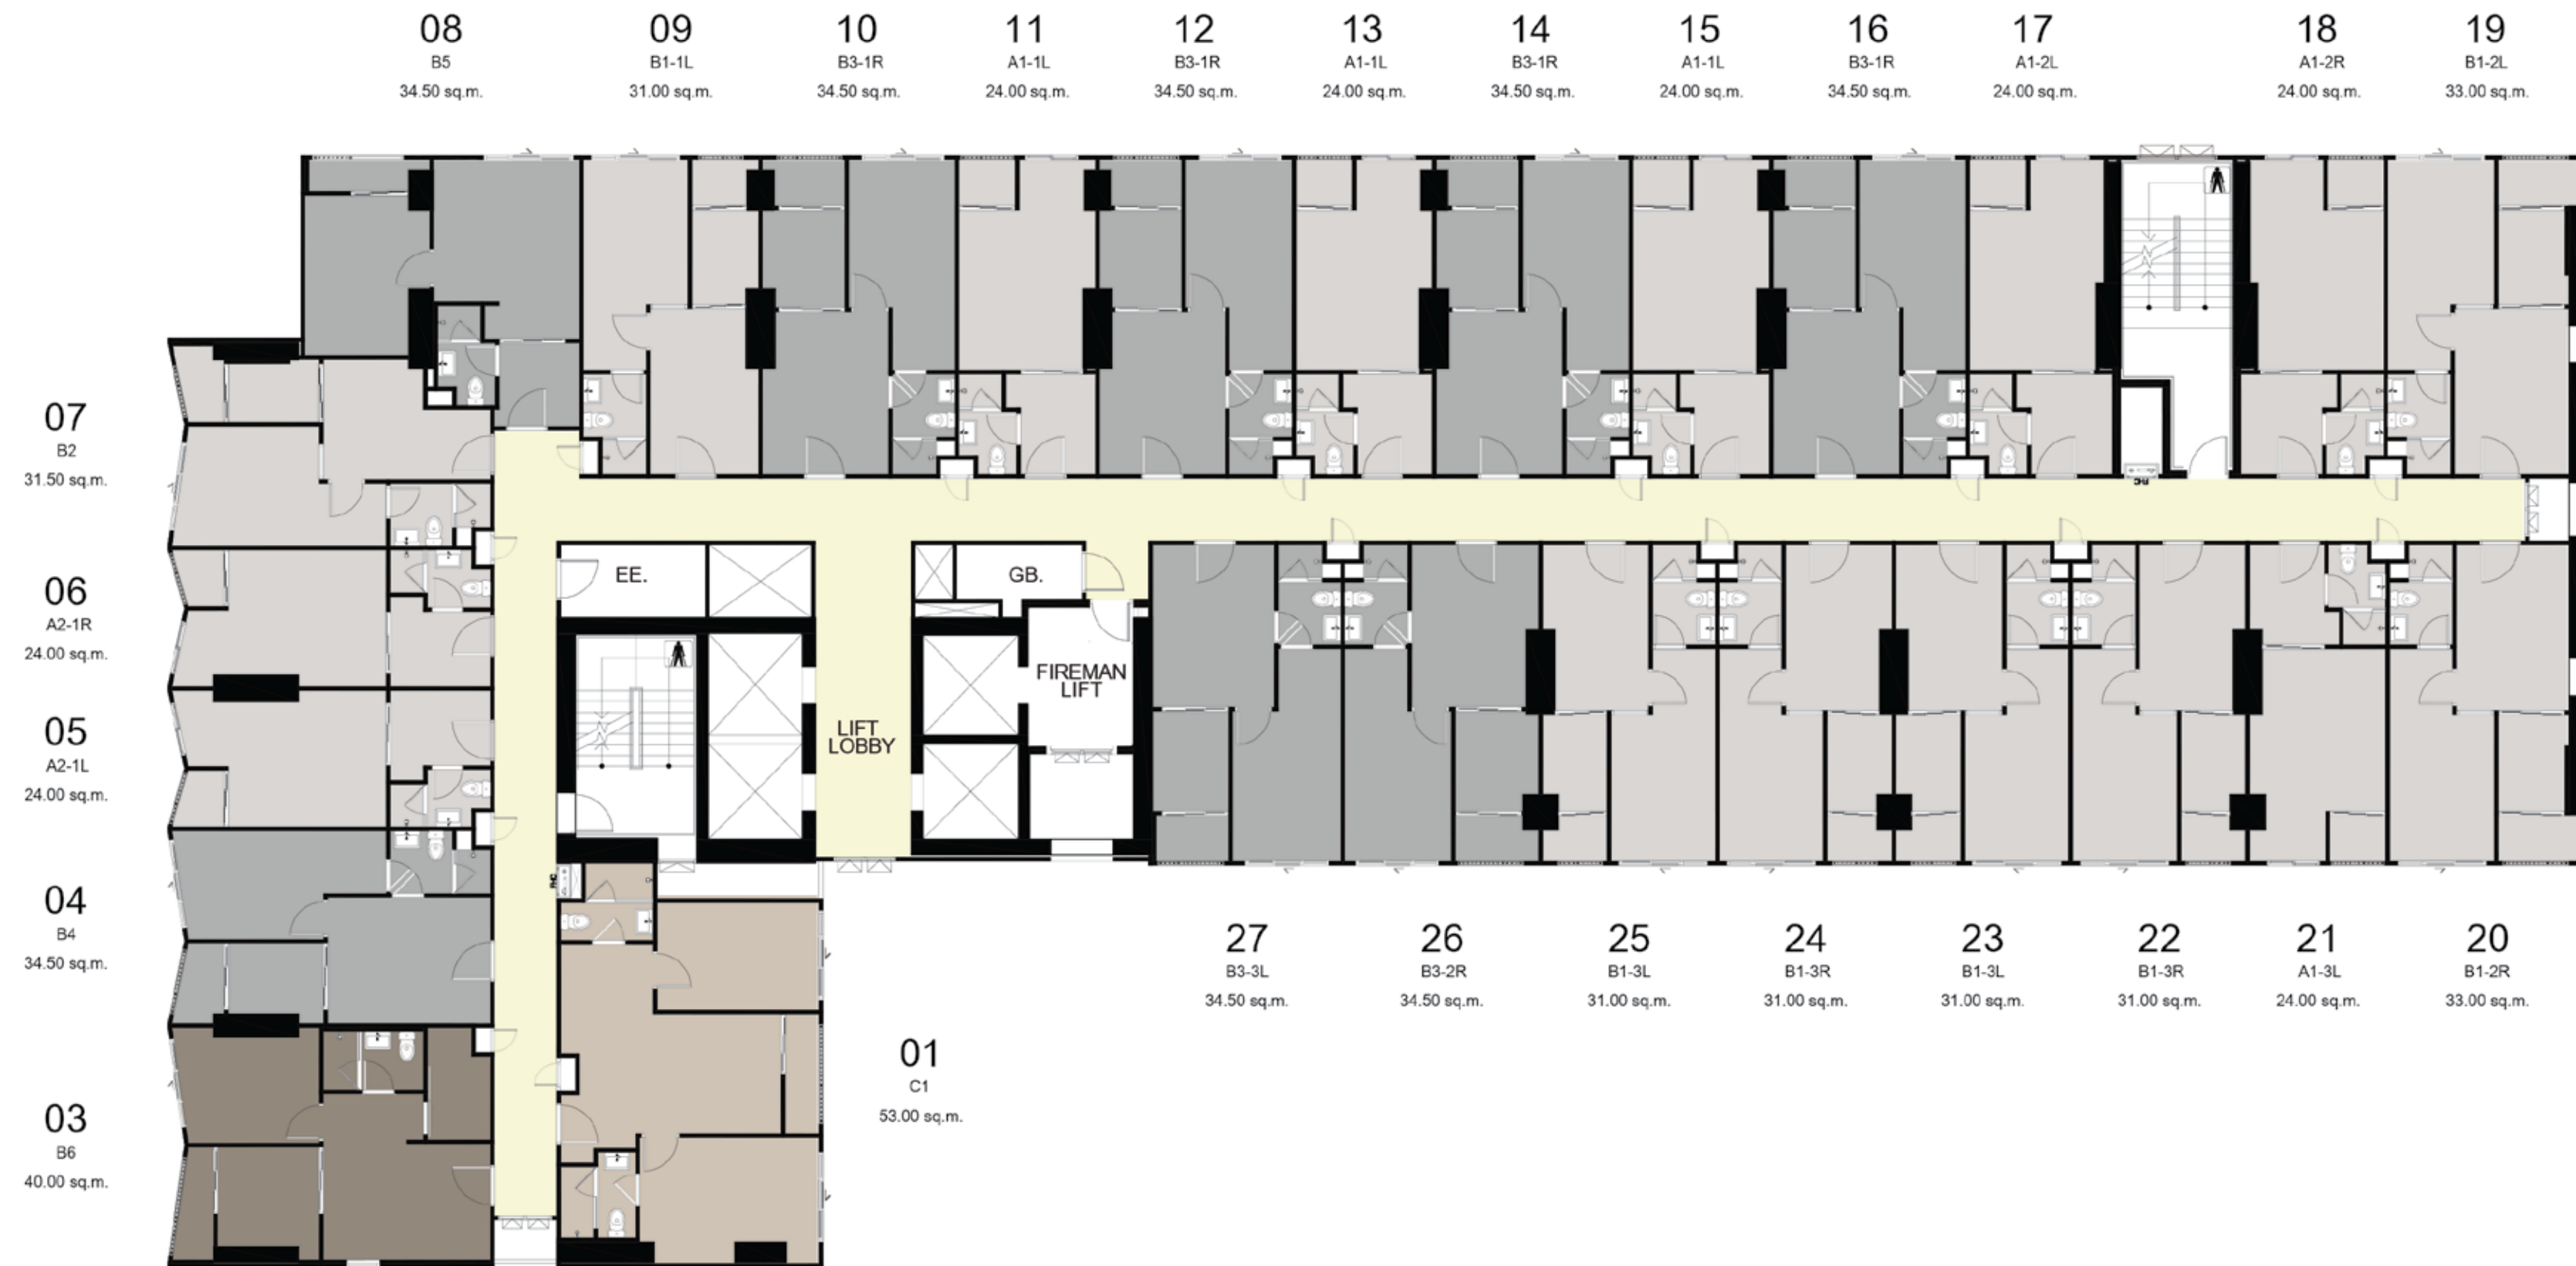 08
B5
34.50 sq.m.
09
B1-1L
31.00 sq.m.
10
B3-1R
34.50 sq.m.
11
A1-1L
24.00 sq.m.
12
B3-1R
34.50 sq.m.
13
A1-1L
24.00 sq.m.
14
B3-1R
34.50 sq.m.
15
A1-1L
24.00 sq.m.
16
B3-1R
34.50 sq.m.
17
A1-2L
24.00 sq.m.
18
A1-2R
24.00 sq.m.
19
B1-2L
33.00 sq.m.
07
B2
31.50 sq.m.
06
A2-1R
24.00 sq.m.
05
A2-1L
24.00 sq.m.
04
B4
34.50 sq.m.
03
B6
40.00 sq.m.
EE.
GB.
FIREMAN
LIFT
LIFT
LOBBY
FHC
FHC
27
B3-3L
34.50 sq.m.
26
B3-2R
34.50 sq.m.
25
B1-3L
31.00 sq.m.
24
B1-3R
31.00 sq.m.
23
B1-3L
31.00 sq.m.
22
B1-3R
31.00 sq.m.
21
A1-3L
24.00 sq.m.
20
B1-2R
33.00 sq.m.
01
C1
53.00 sq.m.